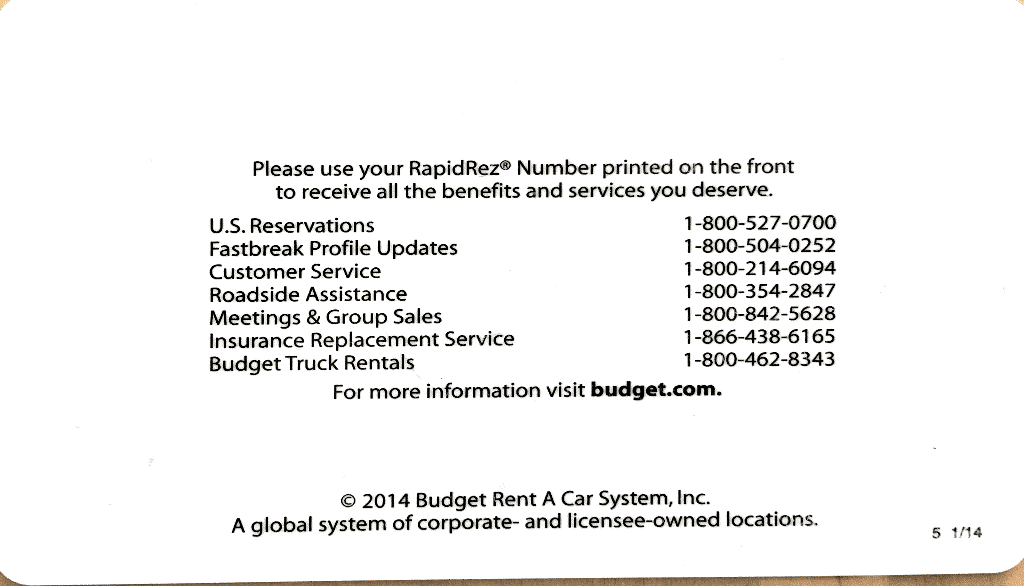 Please use your RapidRez® Number printed on the front
to receive all the benefits and services you deserve.
U.S. Reservations 1-800-527-0700
Fastbreak Profile Updates 1-800-504-0252
Customer Service 1-800-214-6094
Roadside Assistance 1-800-354-2847
Meetings & Group Sales 1-800-842-5628
Insurance Replacement Service 1-866-438-6165
Budget Truck Rentals 1-800-462-8343
For more information visit budget.com.
© 2014 Budget Rent A Car System, Inc.
A global system of corporate- and licensee-owned locations.
5 1/14